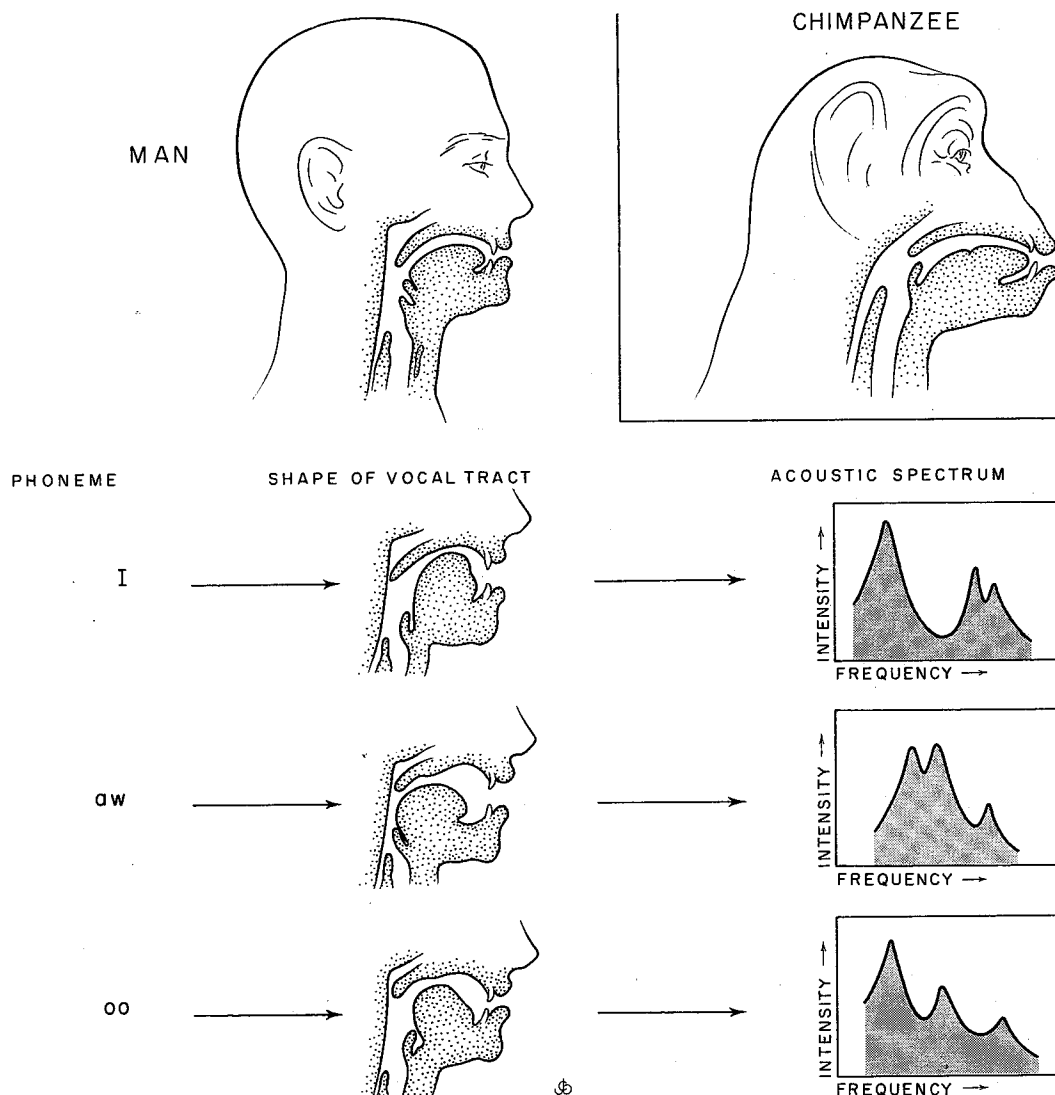 CHIMPANZEE
MAN
PHONEME SHAPE OF VOCAL TRACT ACOUSTIC SPECTRUM
I
INTENSITY →
FREQUENCY →
aw
INTENSITY →
FREQUENCY →
oo
INTENSITY →
FREQUENCY →